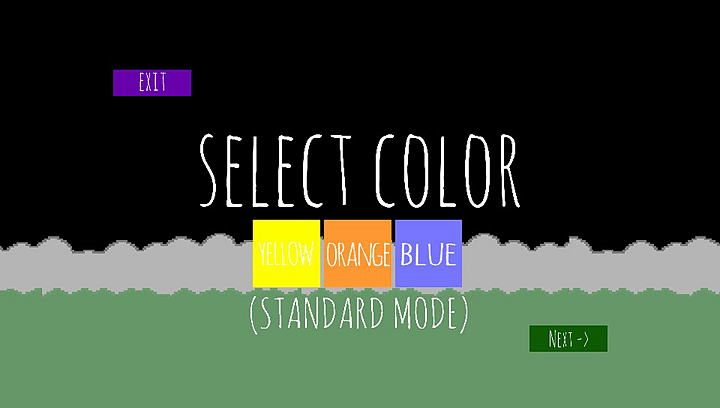 EXIT
SELECT COLOR
YELLOW ORANGE BLUE
(STANDARD MODE)
NEXT ->